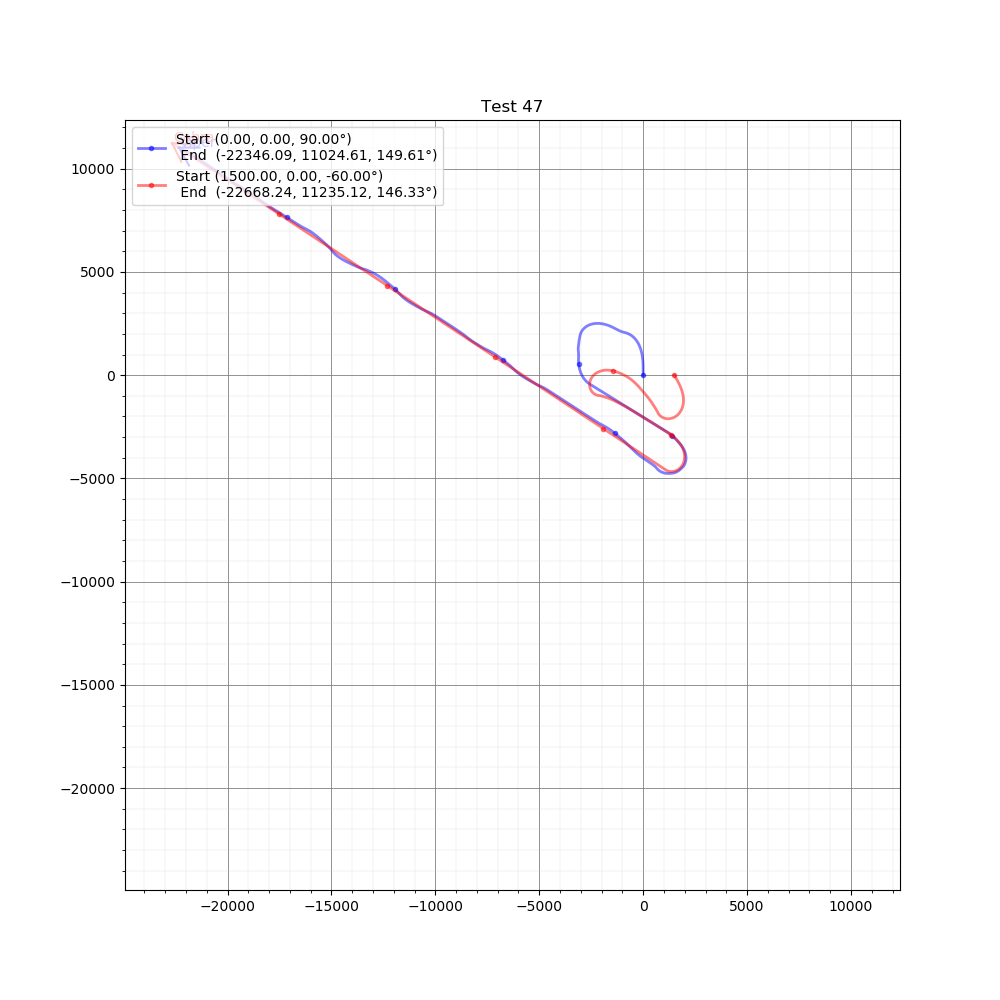 Test 47
Start (0.00, 0.00, 90.00°)
End (-22346.09, 11024.61, 149.61°)
Start (1500.00, 0.00, -60.00°)
End (-22668.24, 11235.12, 146.33°)
10000
5000
0
−5000
−10000
−15000
−20000
−20000 −15000 −10000 −5000 0 5000 10000